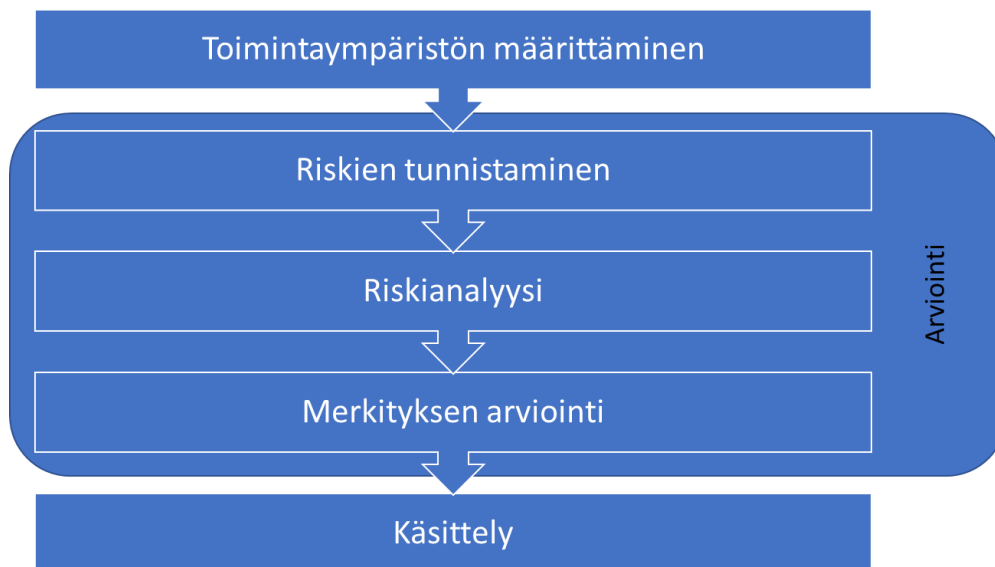 Toimintaympäristön määrittäminen
Riskien tunnistaminen
Riskianalyysi
Merkityksen arviointi
Arviointi
Käsittely